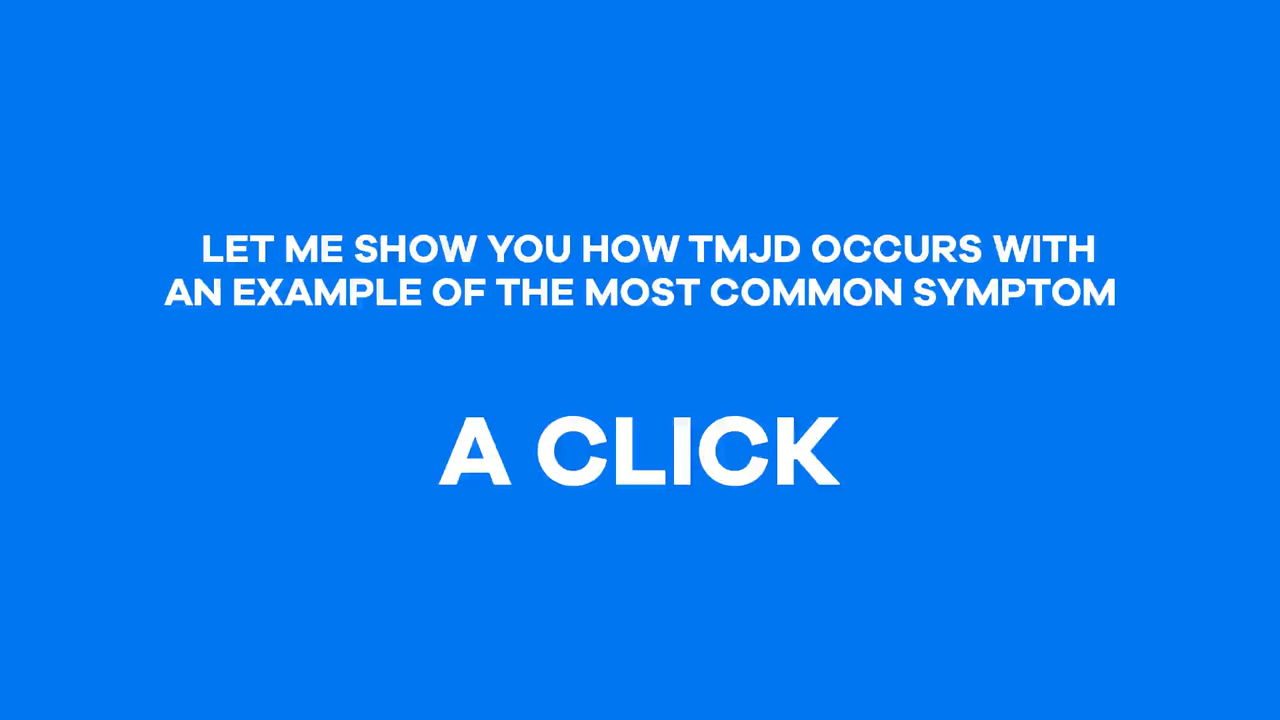 LET ME SHOW YOU HOW TMJD OCCURS WITH
AN EXAMPLE OF THE MOST COMMON SYMPTOM
A CLICK